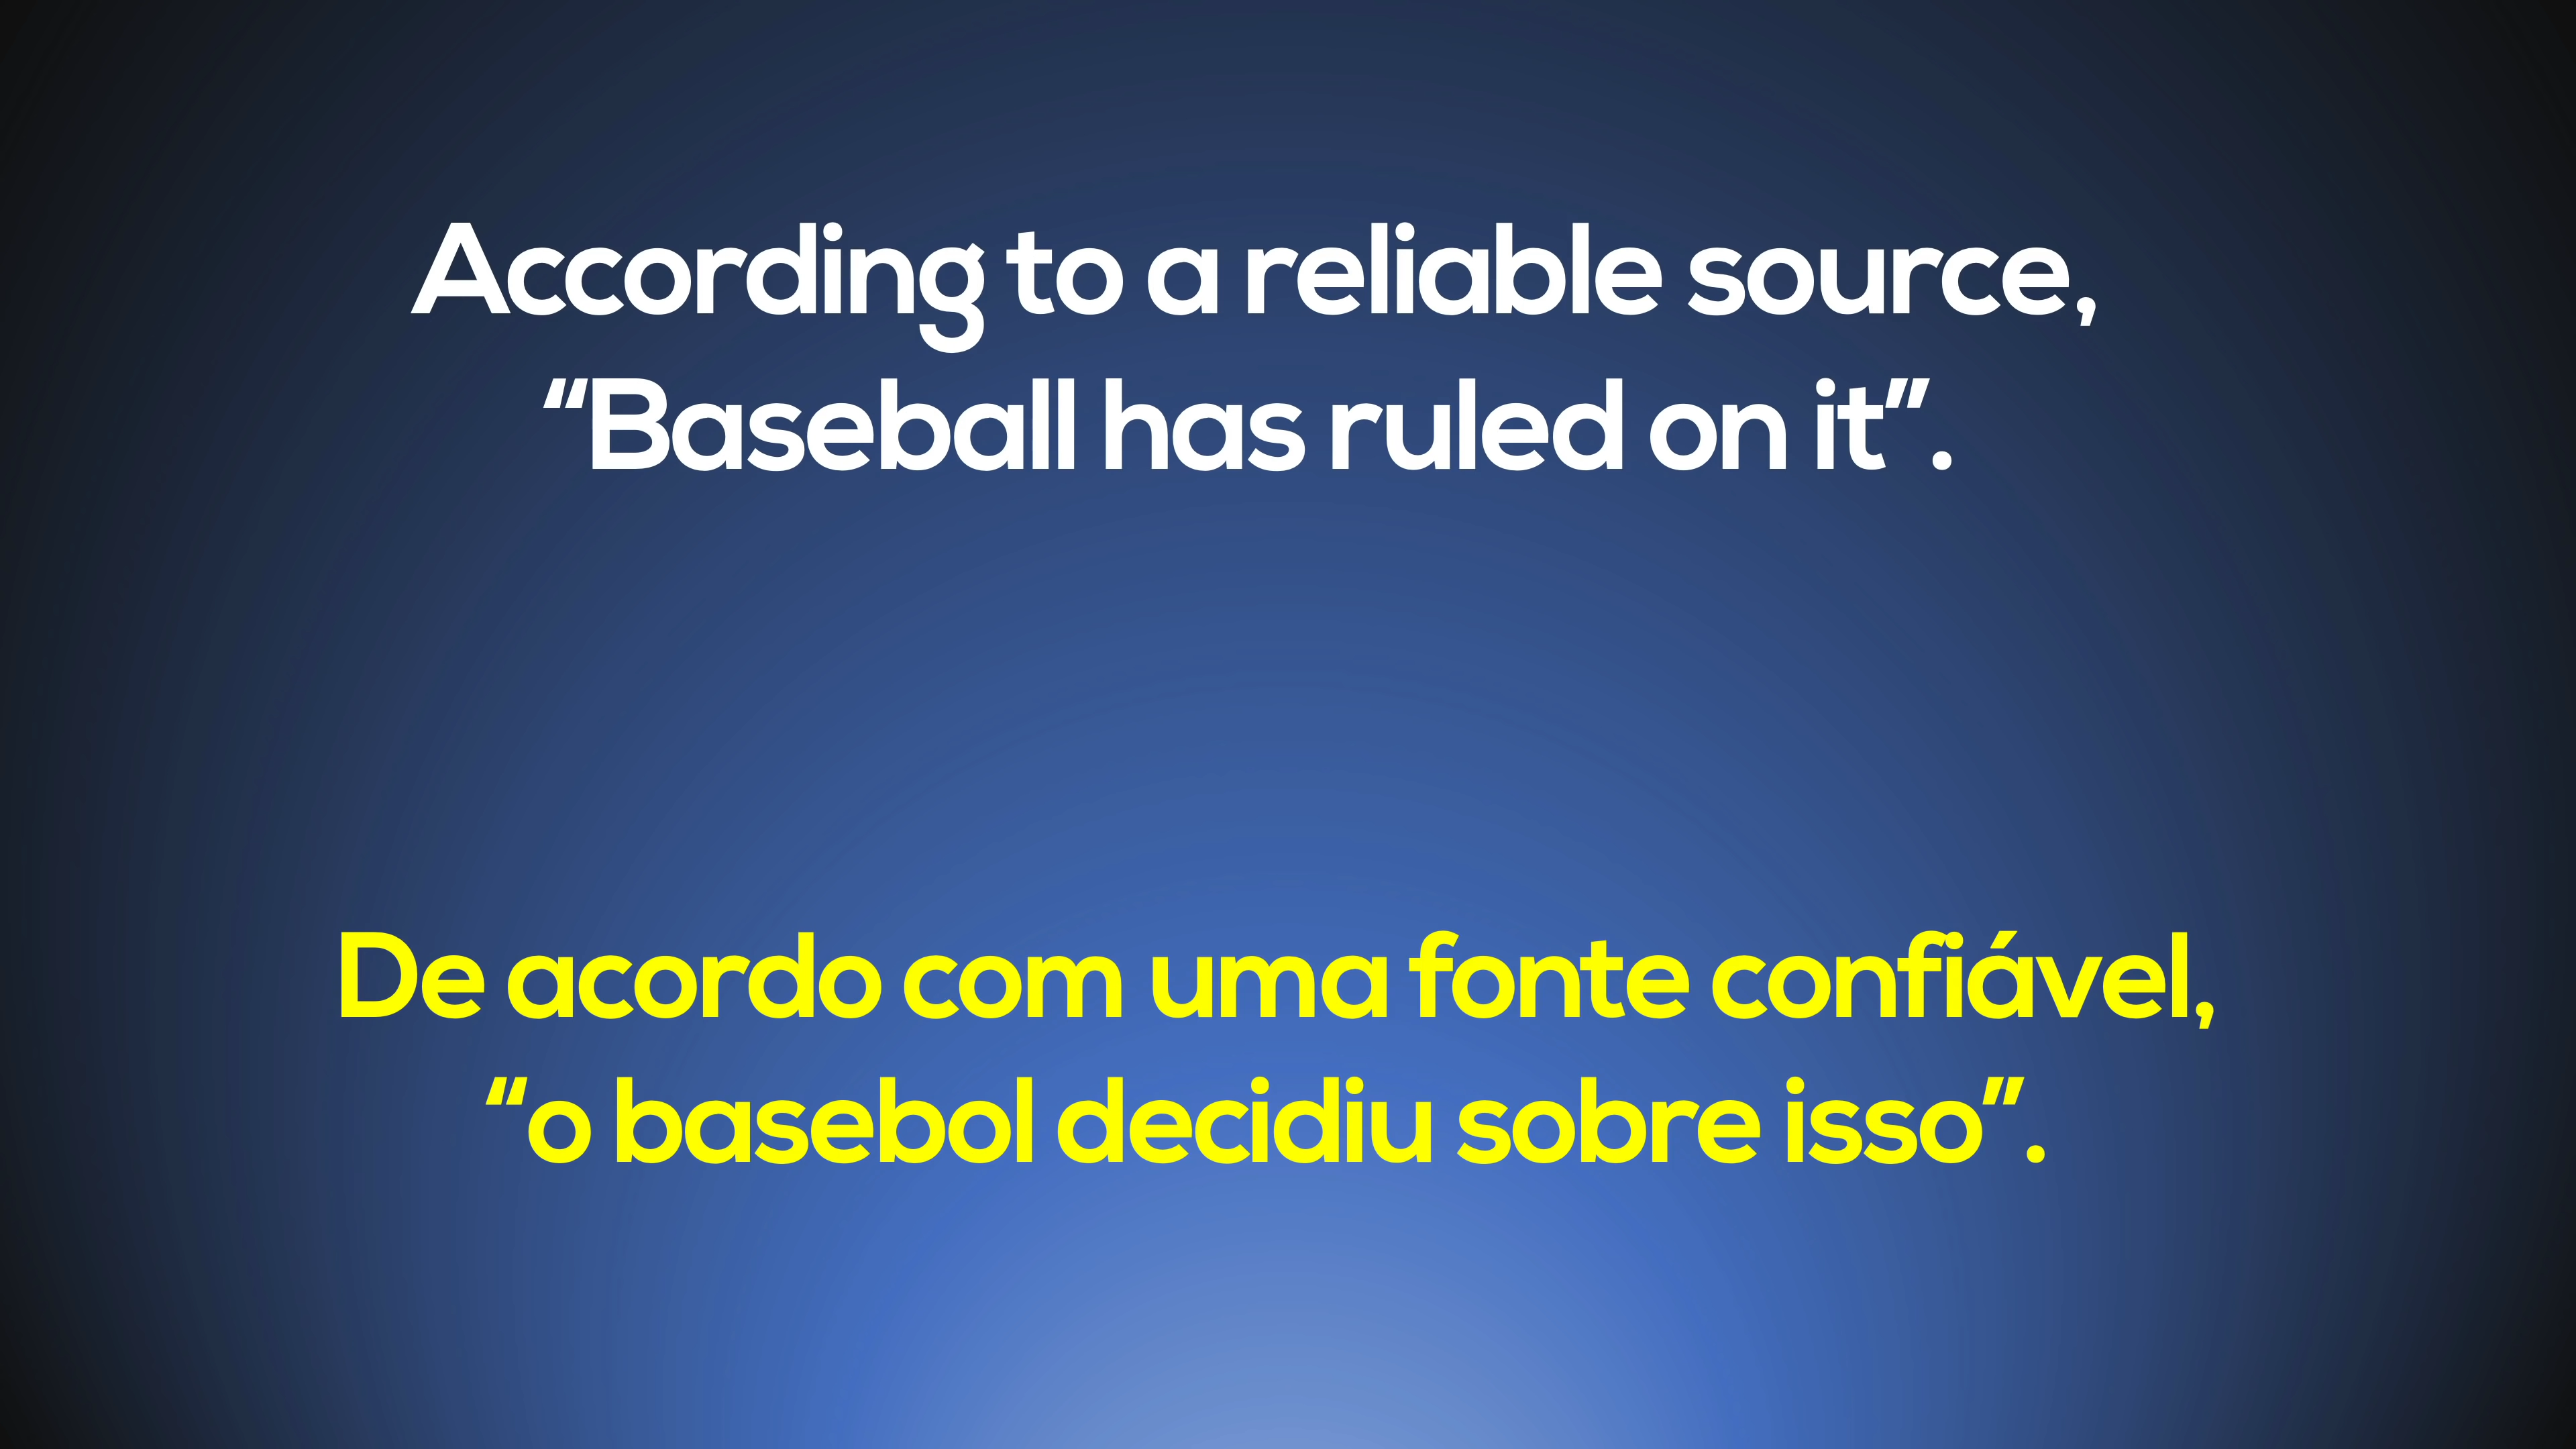 According to a reliable source,
“Baseball has ruled on it”.
De acordo com uma fonte confiável,
“o basebol decidiu sobre isso”.